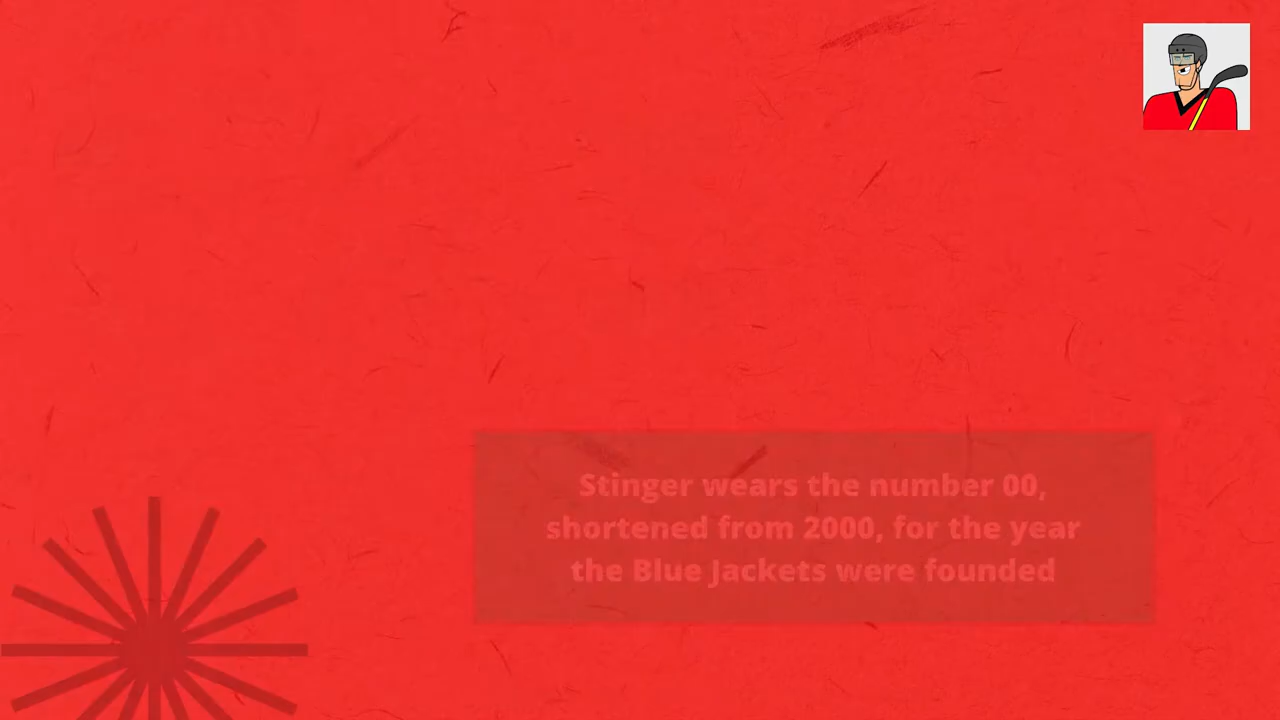 Stinger wears the number 00,
shortened from 2000, for the year
the Blue Jackets were founded